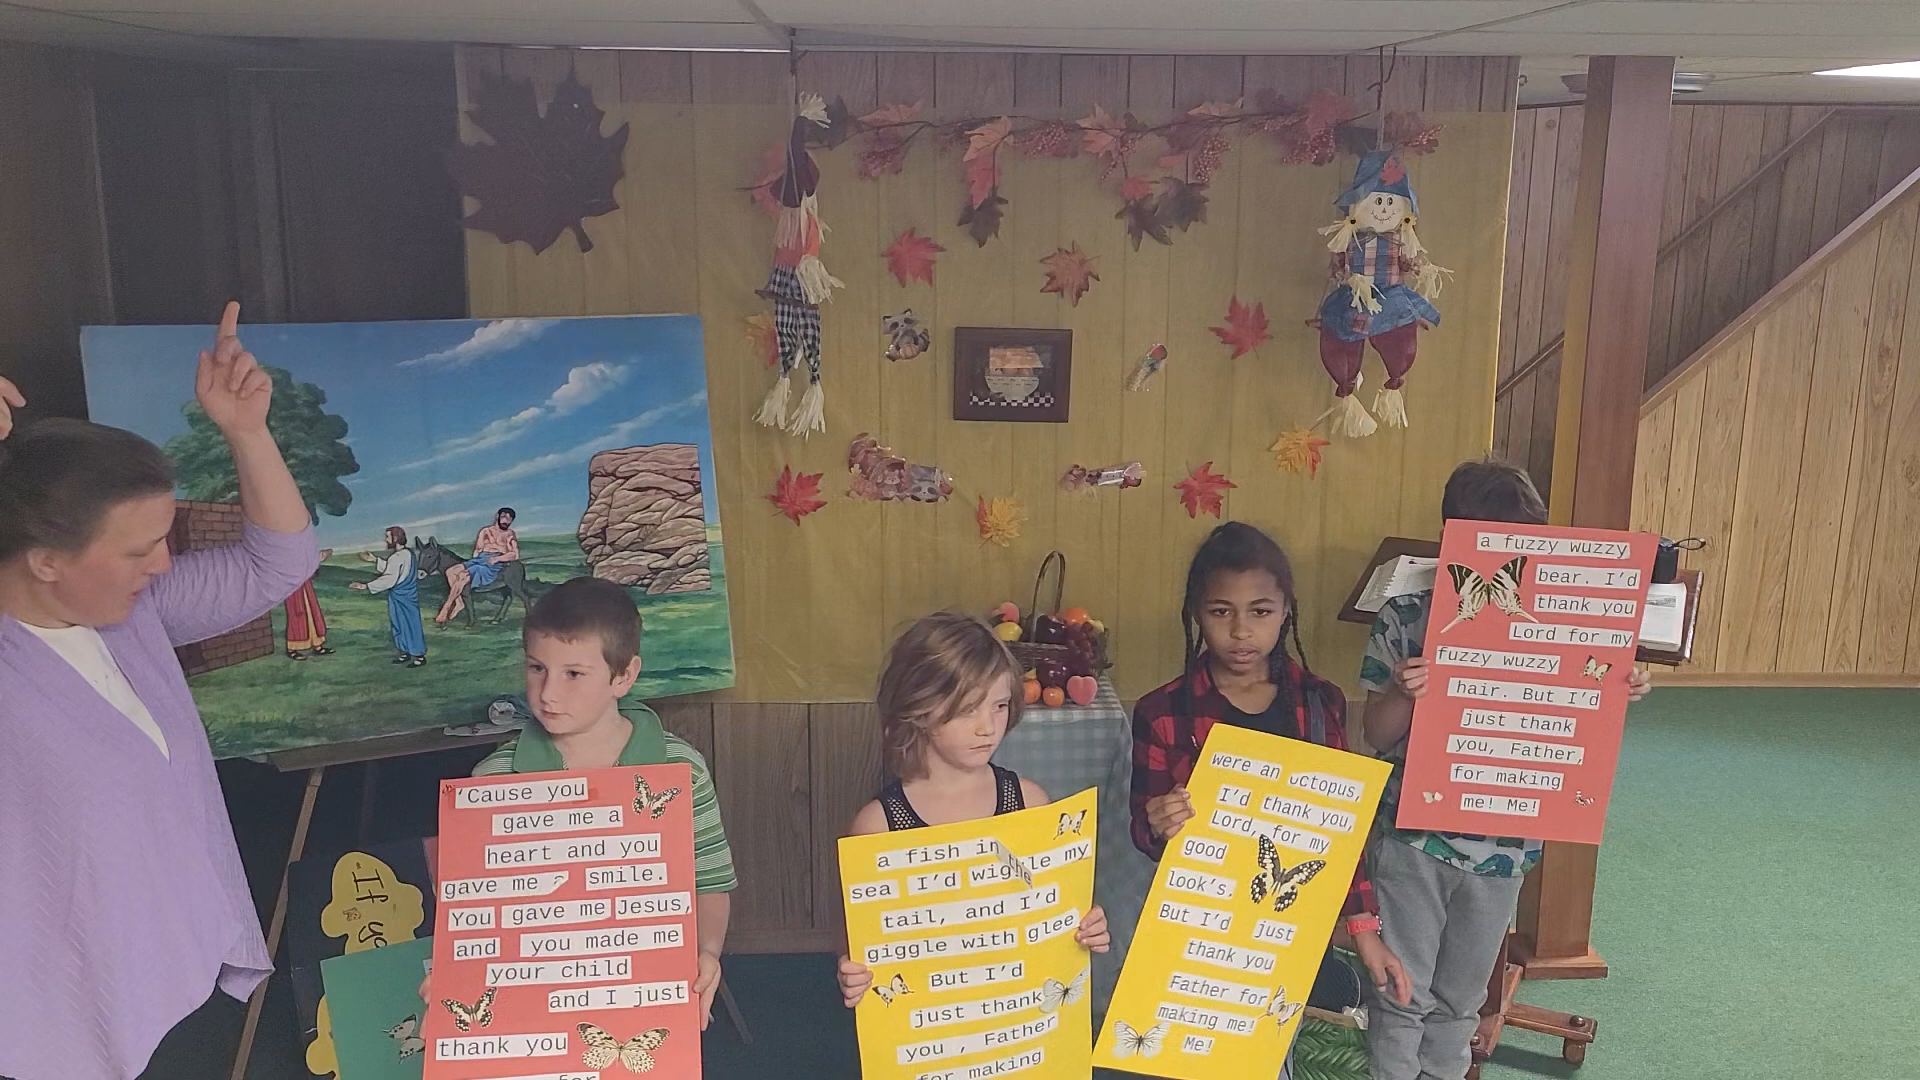 'Cause you
gave me a
heart and you
gave me a smile.
You gave me Jesus,
and you made me
your child
and I just
thank you
a fish in the
sea I'd wiggle my
tail, and I'd
giggle with glee
But I'd
just thank
you, Father
for making
were an octopus,
I'd thank you,
Lord, for my
good
look's.
But I'd just
thank you
Father for
making me!
Me!
a fuzzy wuzzy
bear. I'd
thank you
Lord for my
fuzzy wuzzy
hair. But I'd
just thank
you, Father,
for making
me! Me!